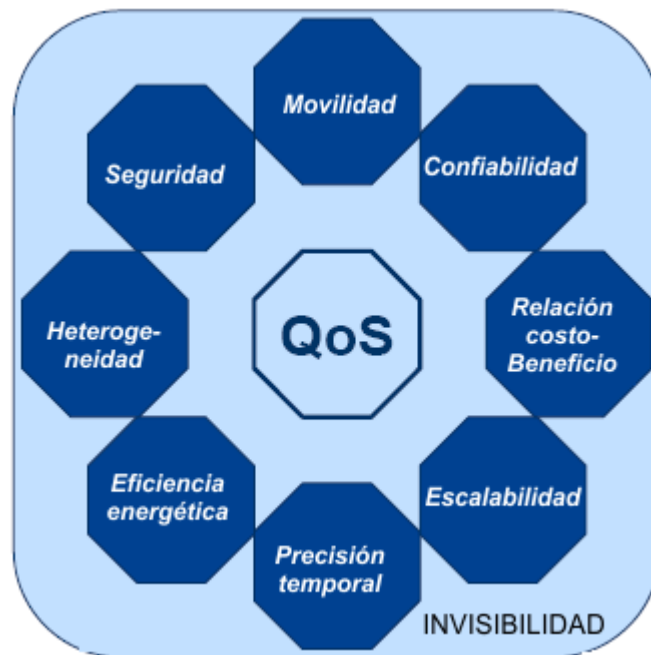 Movilidad
Seguridad
Confiabilidad
Heteroge-
neidad
QoS
Relación
costo-
Beneficio
Eficiencia
energética
Escalabilidad
Precisión
temporal
INVISIBILIDAD